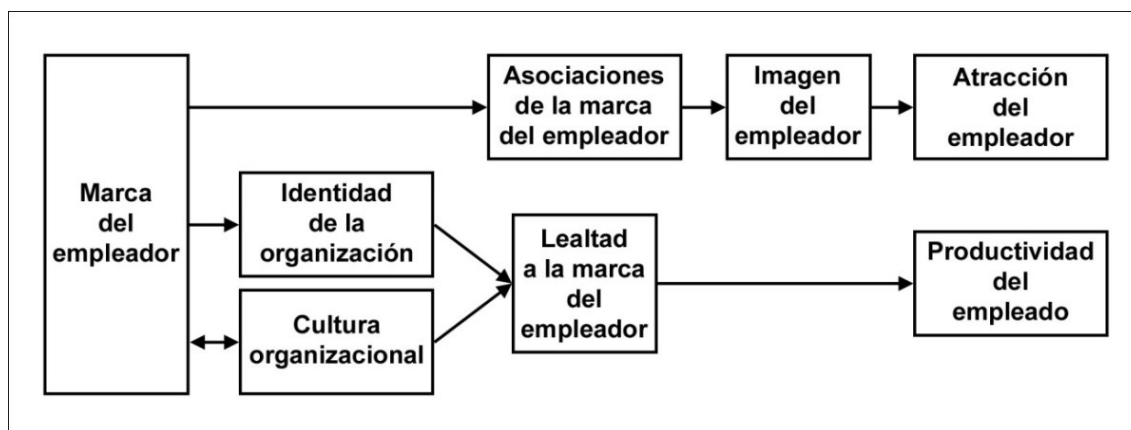 Marca
del
empleador
Asociaciones
de la marca
del empleador
Imagen
del
empleador
Atracción
del
empleador
Identidad
de la
organización
Cultura
organizacional
Lealtad
a la marca
del
empleador
Productividad
del
empleado